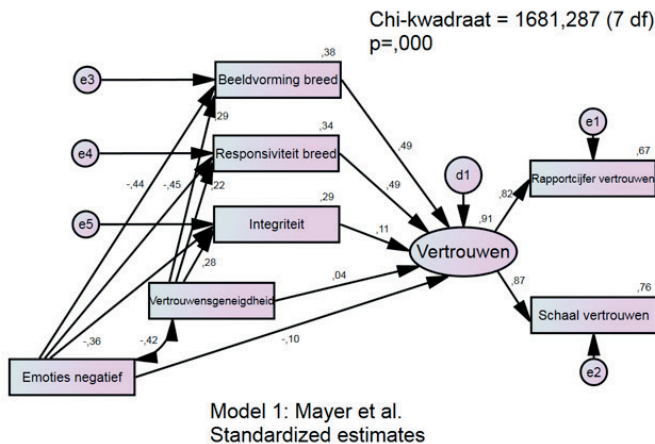 Chi-kwadraat = 1681,287 (7 df)
p=,000
,38
e3
Beeldvorming breed
,29
,34
e4
Responsiviteit breed
,22
,49
,49
e1
,67
Rapportcijfer vertrouwen
d1
,82
-,44
-,45
,29
e5
Integriteit
,11
,91
Vertrouwen
,28
Vertrouwensgeneigdheid
,04
,87
,76
Schaal vertrouwen
-,36
-,42
-,10
Emoties negatief
e2
Model 1: Mayer et al.
Standardized estimates